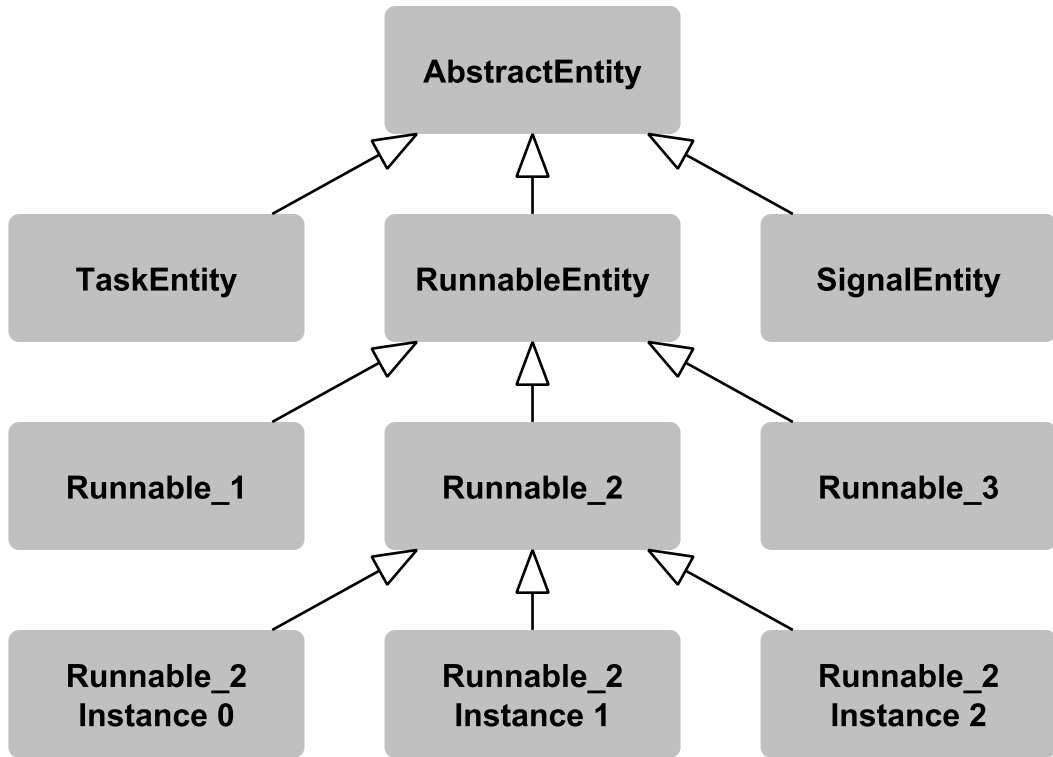 AbstractEntity
TaskEntity
RunnableEntity
SignalEntity
Runnable_1
Runnable_2
Runnable_3
Runnable_2
Instance 0
Runnable_2
Instance 1
Runnable_2
Instance 2